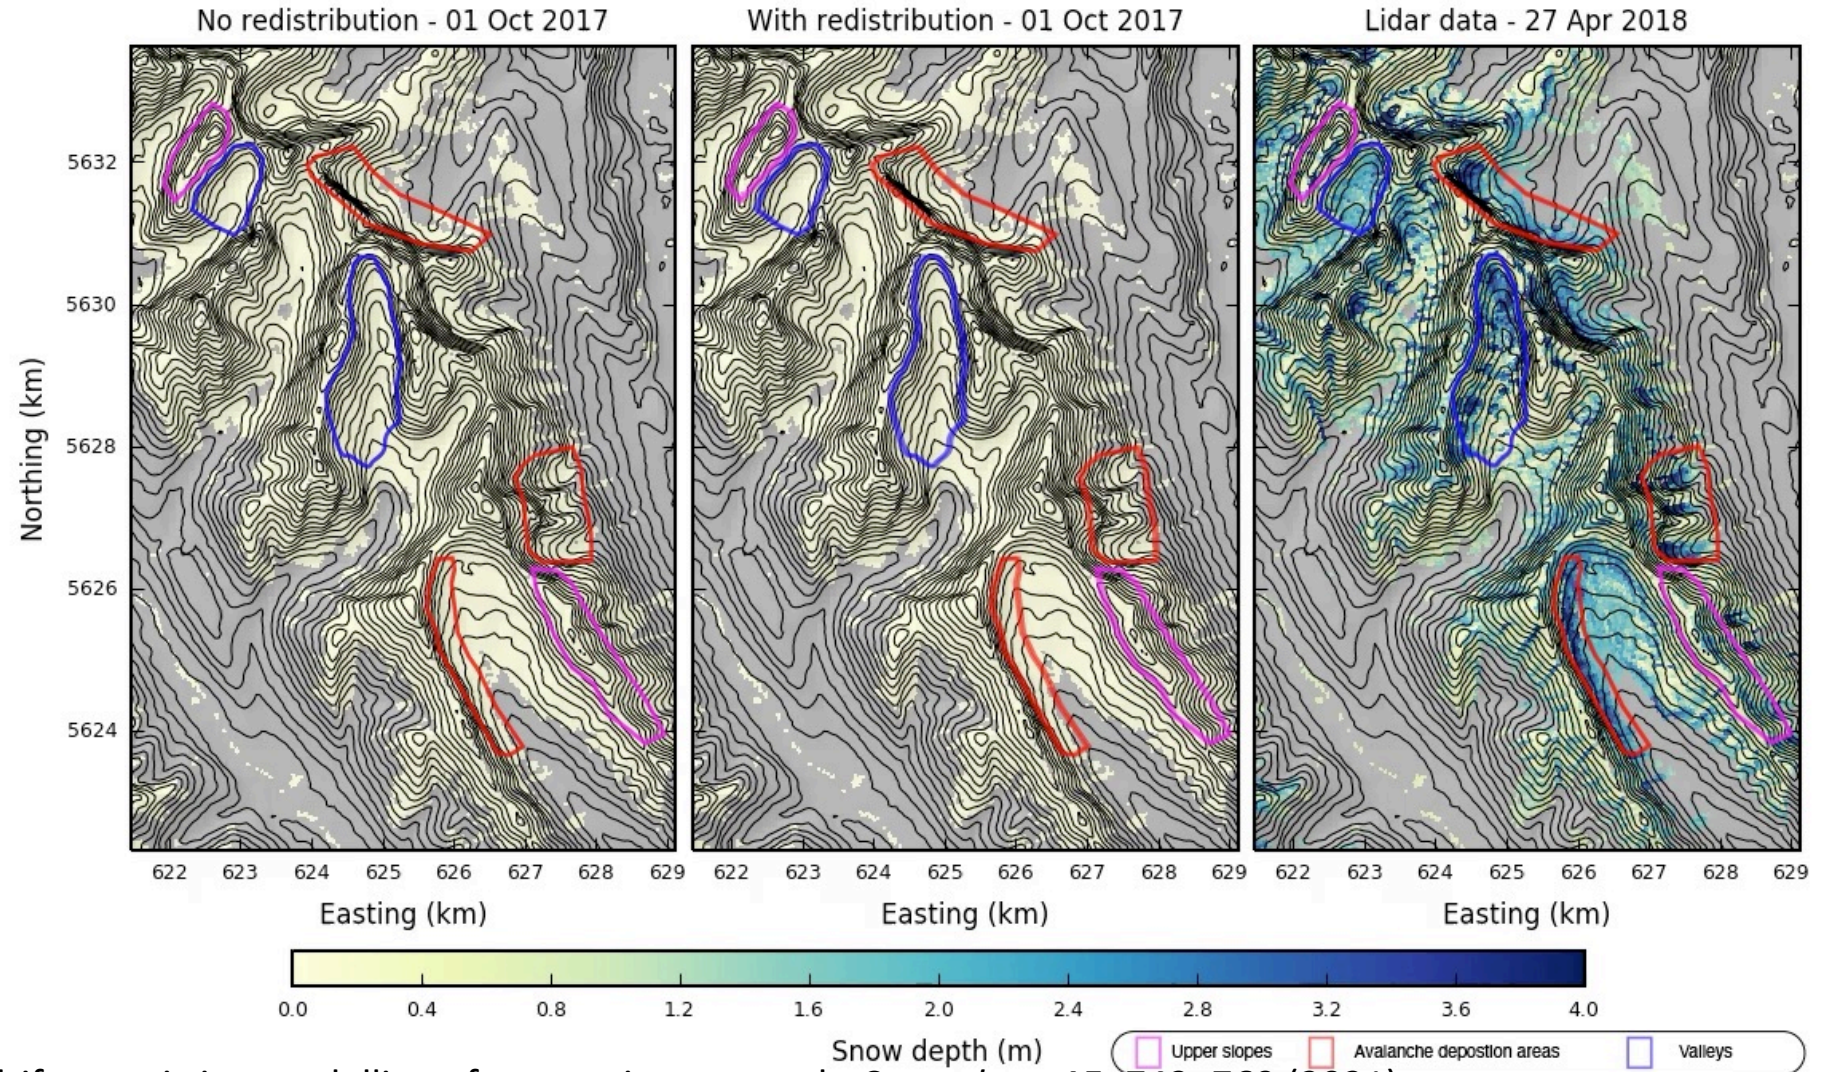 No redistribution - 01 Oct 2017
With redistribution - 01 Oct 2017
Lidar data - 27 Apr 2018
Northing (km)
5632
5630
5628
5626
5624
622 623 624 625 626 627 628 629
622 623 624 625 626 627 628 629
622 623 624 625 626 627 628 629
Easting (km)
Easting (km)
Easting (km)
0.0 0.4 0.8 1.2 1.6 2.0 2.4 2.8 3.2 3.6 4.0
Snow depth (m)
Upper slopes
Avalanche depostion areas
Valleys